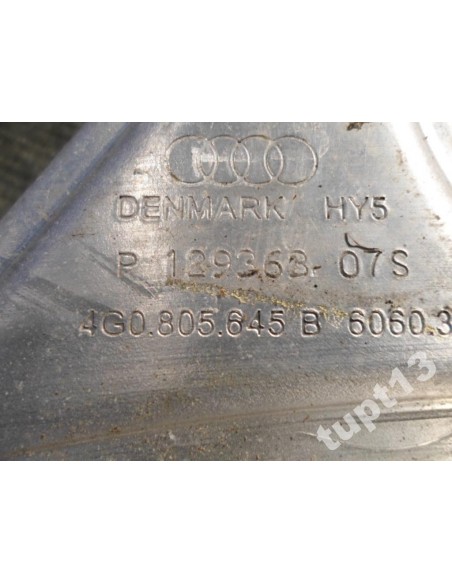 DENMARK HY5
P 129363 07S
4G0.805.645 B 6060.3
tupt13